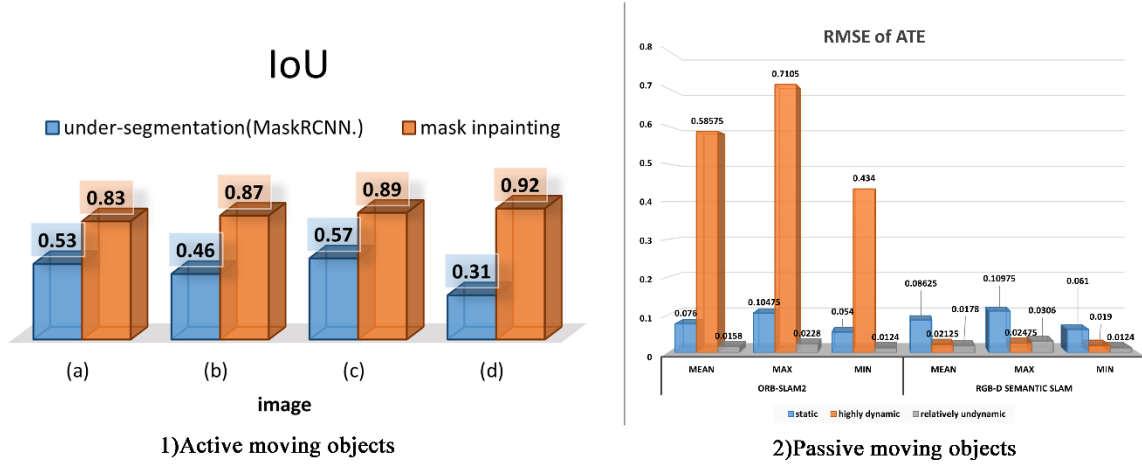 IoU
under-segmentation(MaskRCNN.) mask inpainting
0.53 0.83 0.46 0.87 0.57 0.89 0.31 0.92
(a) (b) (c) (d)
image
1)Active moving objects
RMSE of ATE
0.8
0.7
0.6
0.5
0.4
0.3
0.2
0.1
0
0.076 0.58575 0.0158 0.10475 0.7105 0.0228 0.054 0.434 0.0124 0.08625 0.02125 0.0178 0.10975 0.02475 0.0306 0.061 0.019 0.0124
MEAN MAX MIN MEAN MAX MIN
ORB-SLAM2 RGB-D SEMANTIC SLAM
static highly dynamic relatively undynamic
2)Passive moving objects